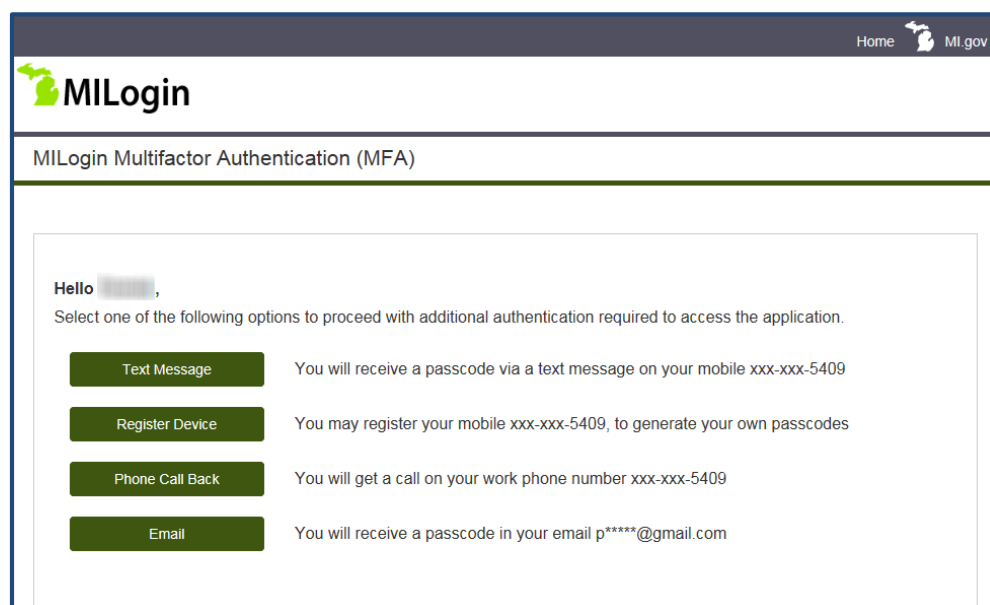 Home MI.gov
MILogin
MILogin Multifactor Authentication (MFA)
Hello ,
Select one of the following options to proceed with additional authentication required to access the application.
Text Message You will receive a passcode via a text message on your mobile xxx-xxx-5409
Register Device You may register your mobile xxx-xxx-5409, to generate your own passcodes
Phone Call Back You will get a call on your work phone number xxx-xxx-5409
Email You will receive a passcode in your email p*****@gmail.com